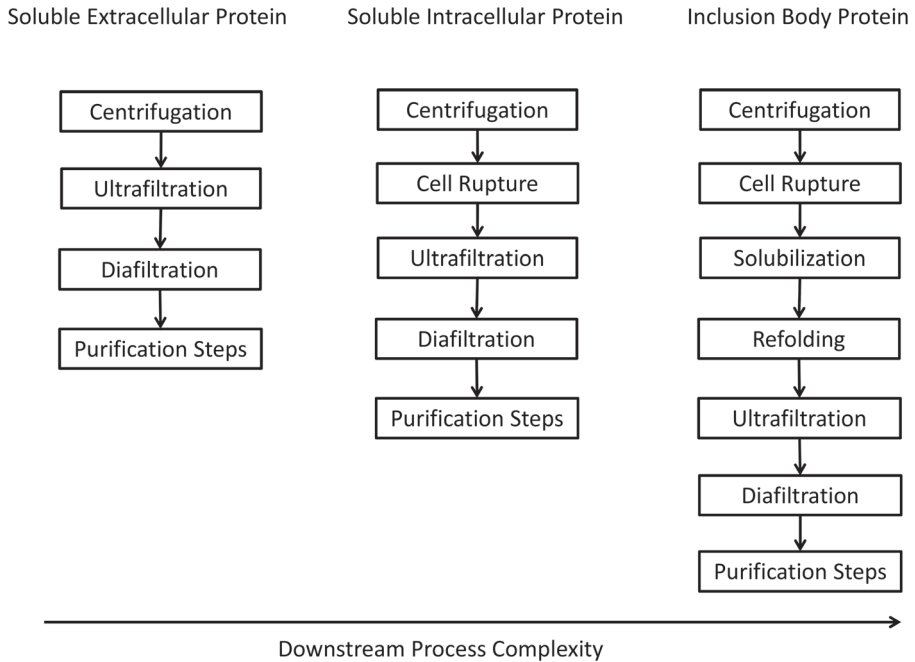 Soluble Extracellular Protein
Centrifugation
Ultrafiltration
Diafiltration
Purification Steps
Soluble Intracellular Protein
Centrifugation
Cell Rupture
Ultrafiltration
Diafiltration
Purification Steps
Inclusion Body Protein
Centrifugation
Cell Rupture
Solubilization
Refolding
Ultrafiltration
Diafiltration
Purification Steps
Downstream Process Complexity